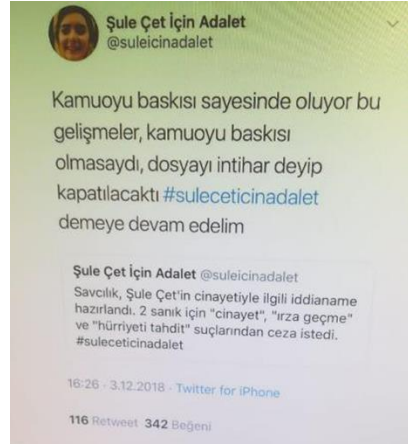 Şule Çet İçin Adalet
@suleicinadalet
Kamuoyu baskısı sayesinde oluyor bu
gelişmeler, kamuoyu baskısı
olmasaydı, dosyayı intihar deyip
kapatılacaktı #suleceticinadalet
demeye devam edelim
Şule Çet İçin Adalet @suleicinadalet
Savcılık, Şule Çet'in cinayetiyle ilgili iddianame
hazırlandı. 2 sanık için "cinayet", "ırza geçme"
ve "hürriyeti tahdit" suçlarından ceza istedi.
#suleceticinadalet
16:26 - 3.12.2018 - Twitter for iPhone
116 Retweet 342 Beğeni